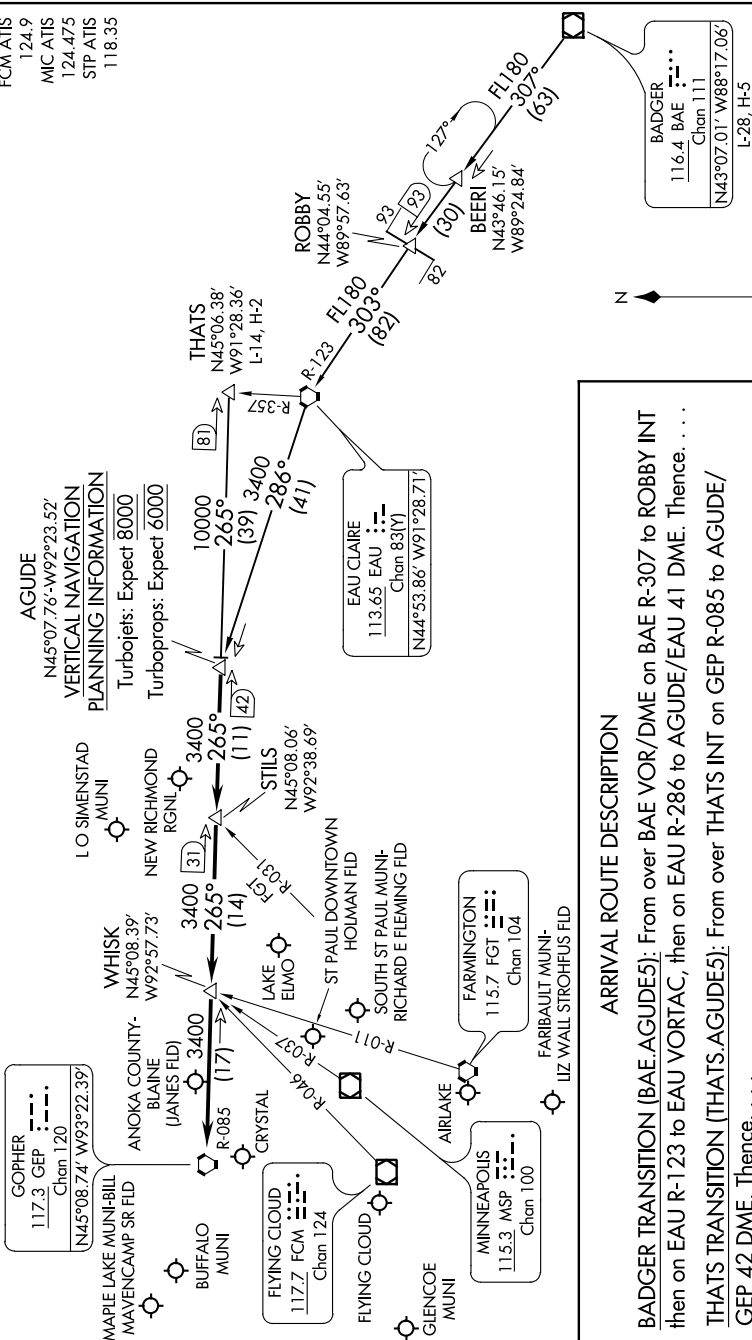 FCM ATIS
124.9
MIC ATIS
124.475
STP ATIS
118.35
GOPHER
117.3 GEP
Chan 120
N45°08.74' W93°22.39'
MAPLE LAKE MUNI-BILL
MAVENCAMP SR FLD
BUFFALO
MUNI
ANOKA COUNTY-
BLAINE
(JANES FLD)
R-085
CRYSTAL
3400
(17)
WHISK
N45°08.39'
W92°57.73'
3400
265°
(14)
31
L O SIMENSTAD
MUNI
NEW RICHMOND
RGNL
STILS
N45°08.06'
W92°38.69'
3400
265°
(11)
42
AGUDE
N45°07.76'-W92°23.52'
VERTICAL NAVIGATION
PLANNING INFORMATION
Turbojets: Expect 8000
Turboprops: Expect 6000
10000
265°
(39)
81
THATS
N45°06.38'
W91°28.36'
L-14, H-2
3400
286°
(41)
R-357
R-123
EAU CLAIRE
113.65 EAU
Chan 83(Y)
N44°53.86' W91°28.71'
FL180
303°
(82)
ROBBY
N44°04.55'
W89°57.63'
93
93
82
(30)
BEERI
N43°46.15'
W89°24.84'
127°
FL180
307°
(63)
BADGER
116.4 BAE
Chan 111
N43°07.01' W88°17.06'
L-28, H-5
N
FGT
R-031
LAKE
ELMO
ST PAUL DOWNTOWN
HOLMAN FLD
SOUTH ST PAUL MUNI-
RICHARD E FLEMING FLD
R-046
R-037
R-011
FLYING CLOUD
117.7 FCM
Chan 124
FLYING CLOUD
GLENCOE
MUNI
MINNEAPOLIS
115.3 MSP
Chan 100
FARMINGTON
115.7 FGT
Chan 104
AIRLAKE
FARIBAULT MUNI-
LIZ WALL STROHFUS FLD
ARRIVAL ROUTE DESCRIPTION
BADGER TRANSITION (BAE.AGUDE5): From over BAE VOR/DME on BAE R-307 to ROBBY INT
then on EAU R-123 to EAU VORTAC, then on EAU R-286 to AGUDE/EAU 41 DME. Thence. . . .
THATS TRANSITION (THATS.AGUDE5): From over THATS INT on GEP R-085 to AGUDE/
GEP 42 DME. Thence. . . .